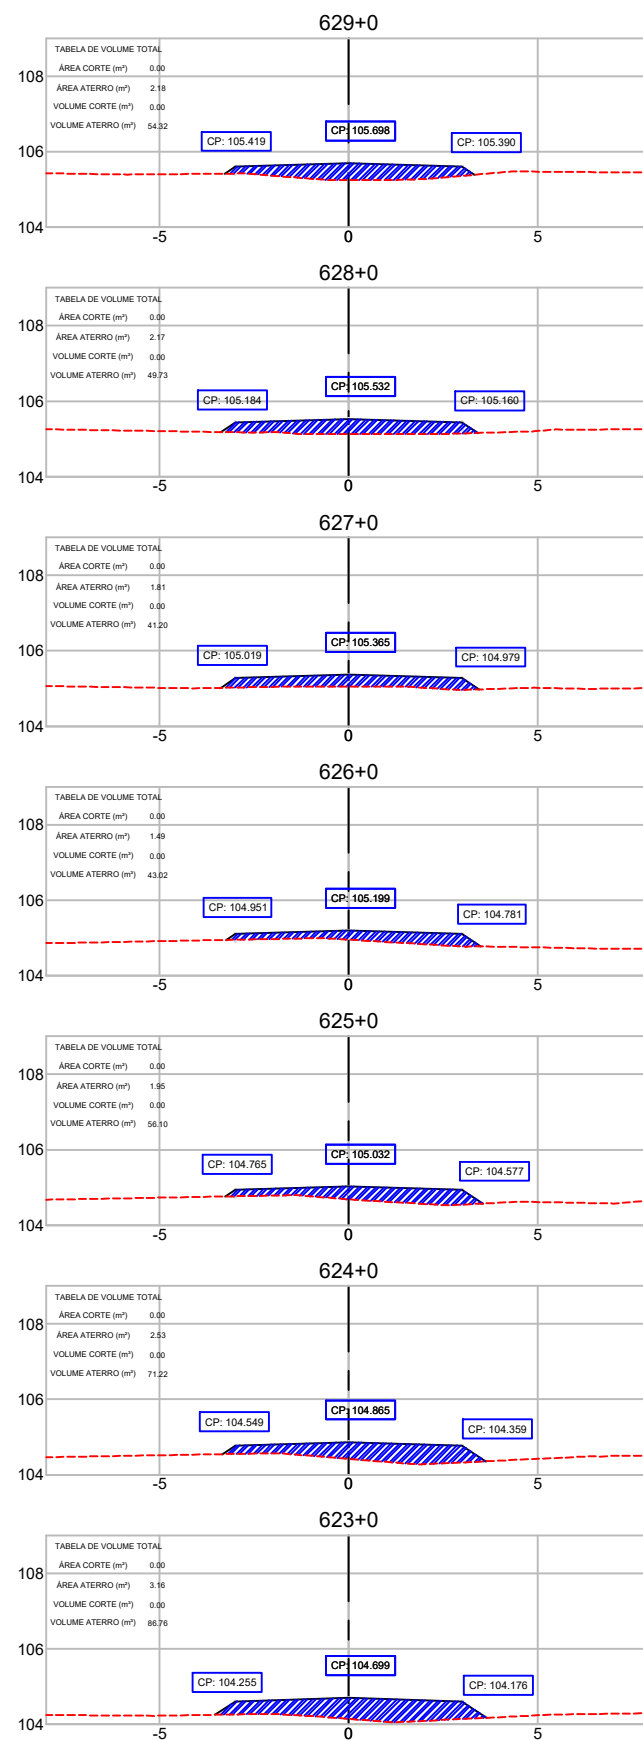 629+0
TABELA DE VOLUME TOTAL
ÁREA CORTE (m²) 0.00
ÁREA ATERRO (m²) 2.18
VOLUME CORTE (m³) 0.00
VOLUME ATERRO (m³) 54.32
CP: 105.419
CP: 105.698
CP: 105.390
108
106
104
-5
0
5
628+0
TABELA DE VOLUME TOTAL
ÁREA CORTE (m²) 0.00
ÁREA ATERRO (m²) 2.17
VOLUME CORTE (m³) 0.00
VOLUME ATERRO (m³) 49.73
CP: 105.184
CP: 105.532
CP: 105.160
108
106
104
-5
0
5
627+0
TABELA DE VOLUME TOTAL
ÁREA CORTE (m²) 0.00
ÁREA ATERRO (m²) 1.81
VOLUME CORTE (m³) 0.00
VOLUME ATERRO (m³) 41.20
CP: 105.019
CP: 105.365
CP: 104.979
108
106
104
-5
0
5
626+0
TABELA DE VOLUME TOTAL
ÁREA CORTE (m²) 0.00
ÁREA ATERRO (m²) 1.49
VOLUME CORTE (m³) 0.00
VOLUME ATERRO (m³) 43.02
CP: 104.951
CP: 105.199
CP: 104.781
108
106
104
-5
0
5
625+0
TABELA DE VOLUME TOTAL
ÁREA CORTE (m²) 0.00
ÁREA ATERRO (m²) 1.95
VOLUME CORTE (m³) 0.00
VOLUME ATERRO (m³) 56.10
CP: 104.765
CP: 105.032
CP: 104.577
108
106
104
-5
0
5
624+0
TABELA DE VOLUME TOTAL
ÁREA CORTE (m²) 0.00
ÁREA ATERRO (m²) 2.53
VOLUME CORTE (m³) 0.00
VOLUME ATERRO (m³) 71.22
CP: 104.549
CP: 104.865
CP: 104.359
108
106
104
-5
0
5
623+0
TABELA DE VOLUME TOTAL
ÁREA CORTE (m²) 0.00
ÁREA ATERRO (m²) 3.16
VOLUME CORTE (m³) 0.00
VOLUME ATERRO (m³) 86.76
CP: 104.255
CP: 104.699
CP: 104.176
108
106
104
-5
0
5